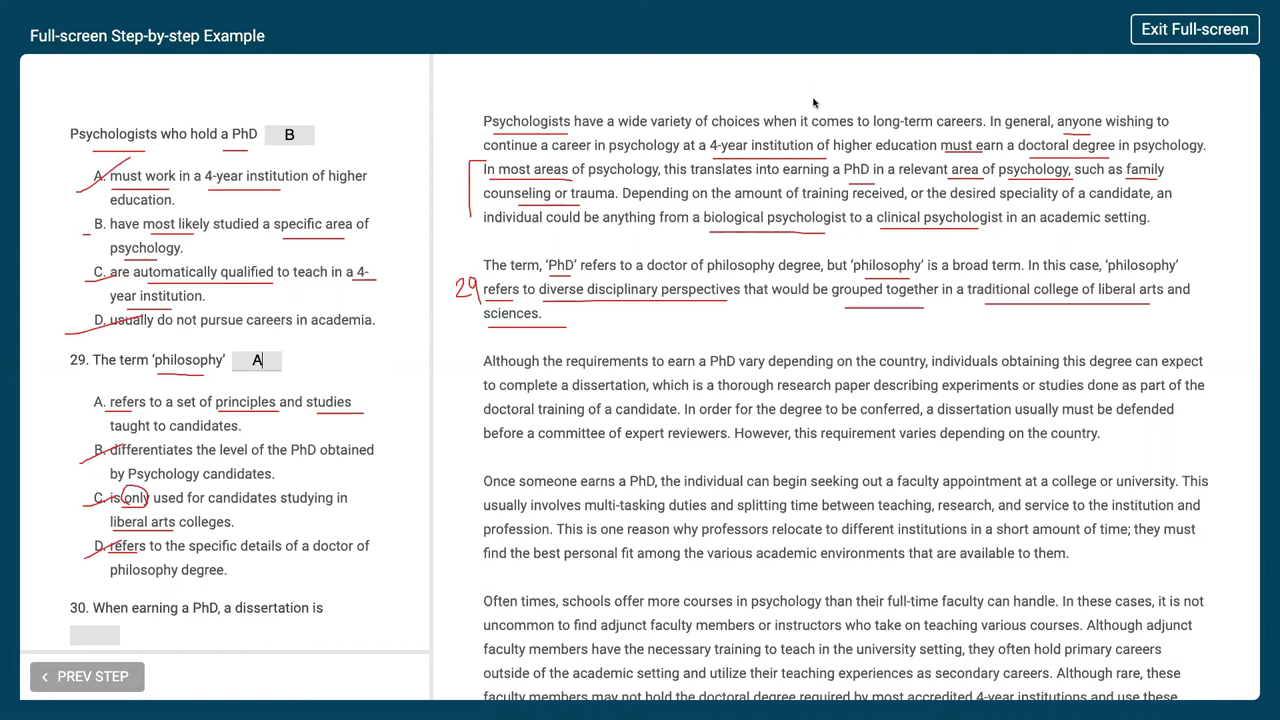 Full-screen Step-by-step Example
Exit Full-screen
Psychologists who hold a PhD B
A. must work in a 4-year institution of higher
education.
B. have most likely studied a specific area of
psychology.
C. are automatically qualified to teach in a 4-
year institution.
D. usually do not pursue careers in academia.
29. The term ‘philosophy’ A
A. refers to a set of principles and studies
taught to candidates.
B. differentiates the level of the PhD obtained
by Psychology candidates.
C. is only used for candidates studying in
liberal arts colleges.
D. refers to the specific details of a doctor of
philosophy degree.
30. When earning a PhD, a dissertation is
PREV STEP
Psychologists have a wide variety of choices when it comes to long-term careers. In general, anyone wishing to
continue a career in psychology at a 4-year institution of higher education must earn a doctoral degree in psychology.
In most areas of psychology, this translates into earning a PhD in a relevant area of psychology, such as family
counseling or trauma. Depending on the amount of training received, or the desired speciality of a candidate, an
individual could be anything from a biological psychologist to a clinical psychologist in an academic setting.
The term, ‘PhD’ refers to a doctor of philosophy degree, but ‘philosophy’ is a broad term. In this case, ‘philosophy’
29 refers to diverse disciplinary perspectives that would be grouped together in a traditional college of liberal arts and
sciences.
Although the requirements to earn a PhD vary depending on the country, individuals obtaining this degree can expect
to complete a dissertation, which is a thorough research paper describing experiments or studies done as part of the
doctoral training of a candidate. In order for the degree to be conferred, a dissertation usually must be defended
before a committee of expert reviewers. However, this requirement varies depending on the country.
Once someone earns a PhD, the individual can begin seeking out a faculty appointment at a college or university. This
usually involves multi-tasking duties and splitting time between teaching, research, and service to the institution and
profession. This is one reason why professors relocate to different institutions in a short amount of time; they must
find the best personal fit among the various academic environments that are available to them.
Often times, schools offer more courses in psychology than their full-time faculty can handle. In these cases, it is not
uncommon to find adjunct faculty members or instructors who take on teaching various courses. Although adjunct
faculty members have the necessary training to teach in the university setting, they often hold primary careers
outside of the academic setting and utilize their teaching experiences as secondary careers. Although rare, these
faculty members may not hold the doctoral degree required by most accredited 4-year institutions and use these